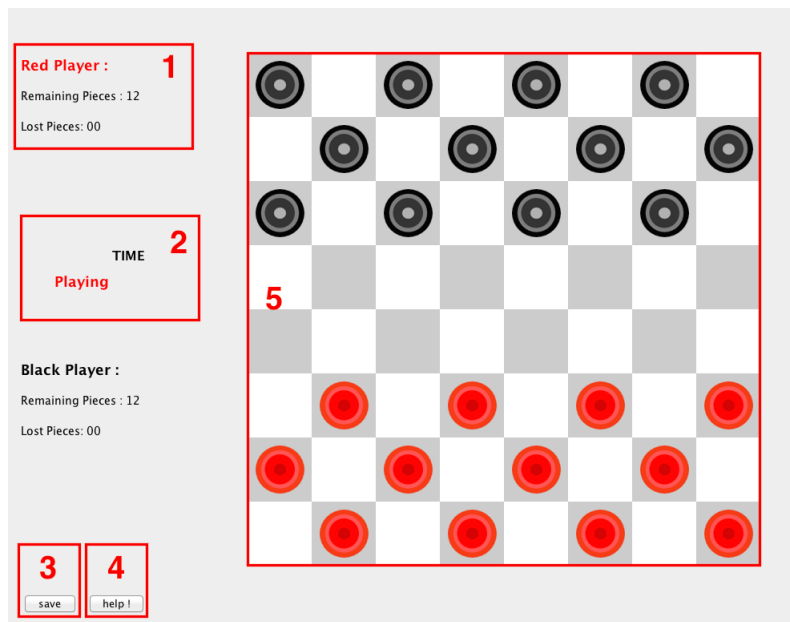 Red Player :
1
Remaining Pieces : 12
Lost Pieces: 00
2
TIME
Playing
5
Black Player :
Remaining Pieces : 12
Lost Pieces: 00
3
4
save
help !